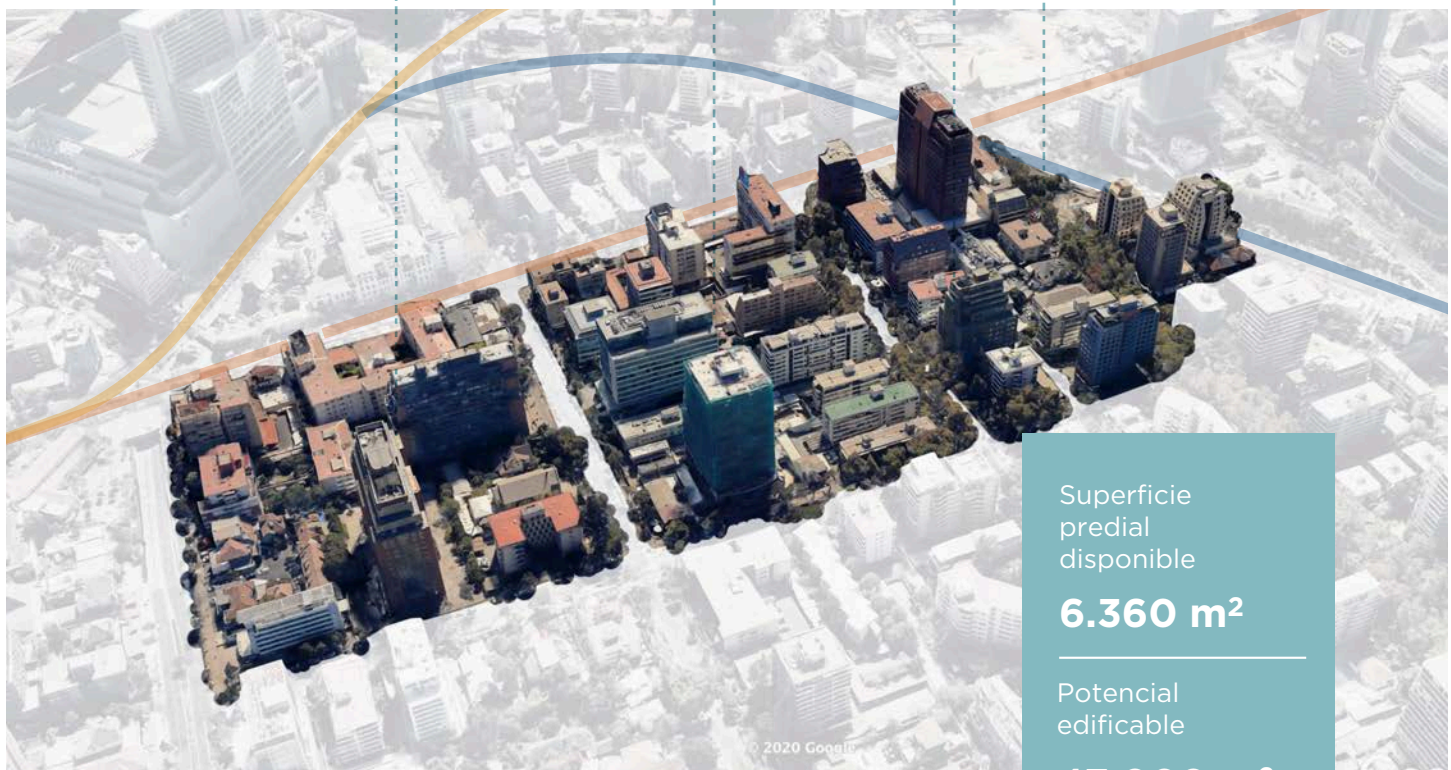 Superficie
predial
disponible
6.360 m²
Potencial
edificable
© 2020 Google